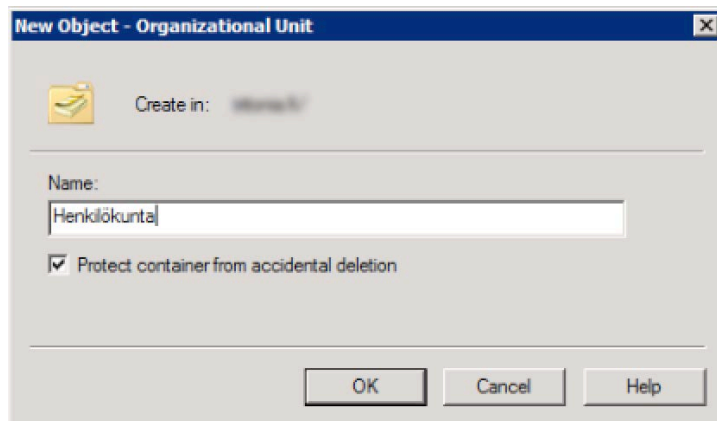 New Object - Organizational Unit
Create in:
Name:
Henkilökunta
Protect container from accidental deletion
OK Cancel Help